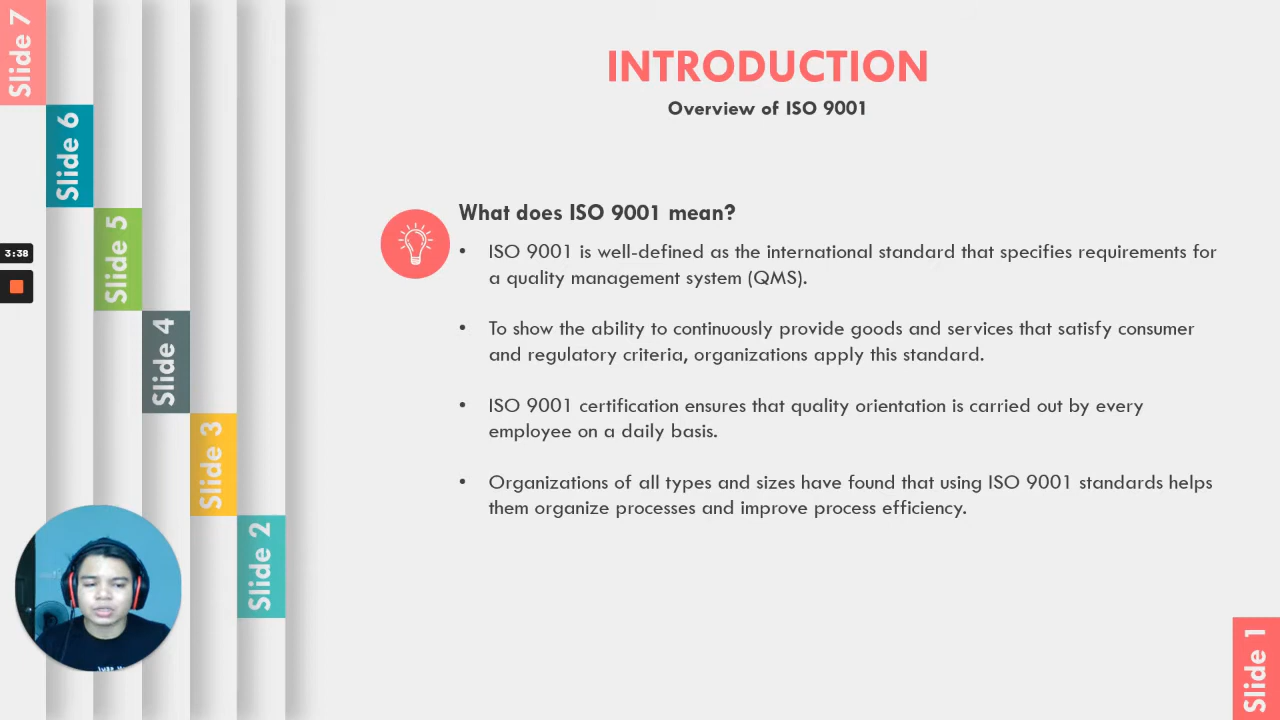 Slide 7
Slide 6
Slide 5
Slide 4
Slide 3
Slide 2
3:38
INTRODUCTION
Overview of ISO 9001
What does ISO 9001 mean?
• ISO 9001 is well-defined as the international standard that specifies requirements for
a quality management system (QMS).
• To show the ability to continuously provide goods and services that satisfy consumer
and regulatory criteria, organizations apply this standard.
• ISO 9001 certification ensures that quality orientation is carried out by every
employee on a daily basis.
• Organizations of all types and sizes have found that using ISO 9001 standards helps
them organize processes and improve process efficiency.
Slide 1